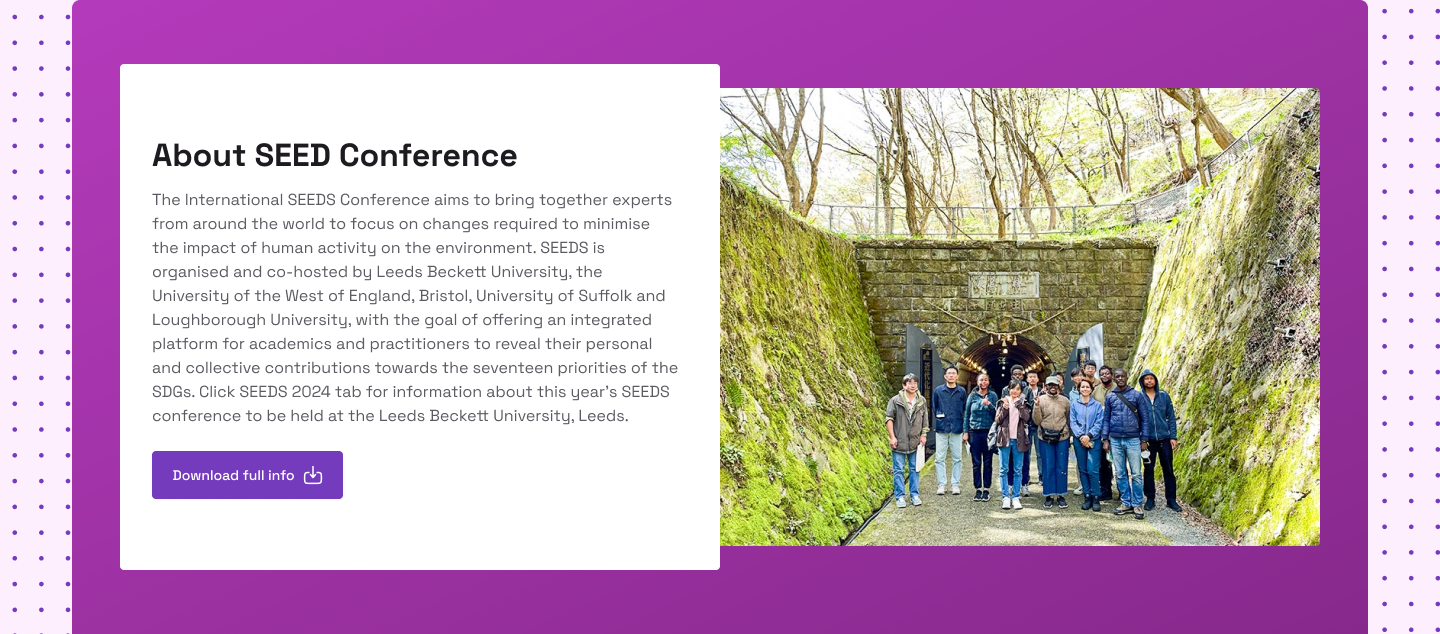 About SEED Conference
The International SEEDS Conference aims to bring together experts
from around the world to focus on changes required to minimise
the impact of human activity on the environment. SEEDS is
organised and co-hosted by Leeds Beckett University, the
University of the West of England, Bristol, University of Suffolk and
Loughborough University, with the goal of offering an integrated
platform for academics and practitioners to reveal their personal
and collective contributions towards the seventeen priorities of the
SDGs. Click SEEDS 2024 tab for information about this year's SEEDS
conference to be held at the Leeds Beckett University, Leeds.
Download full info